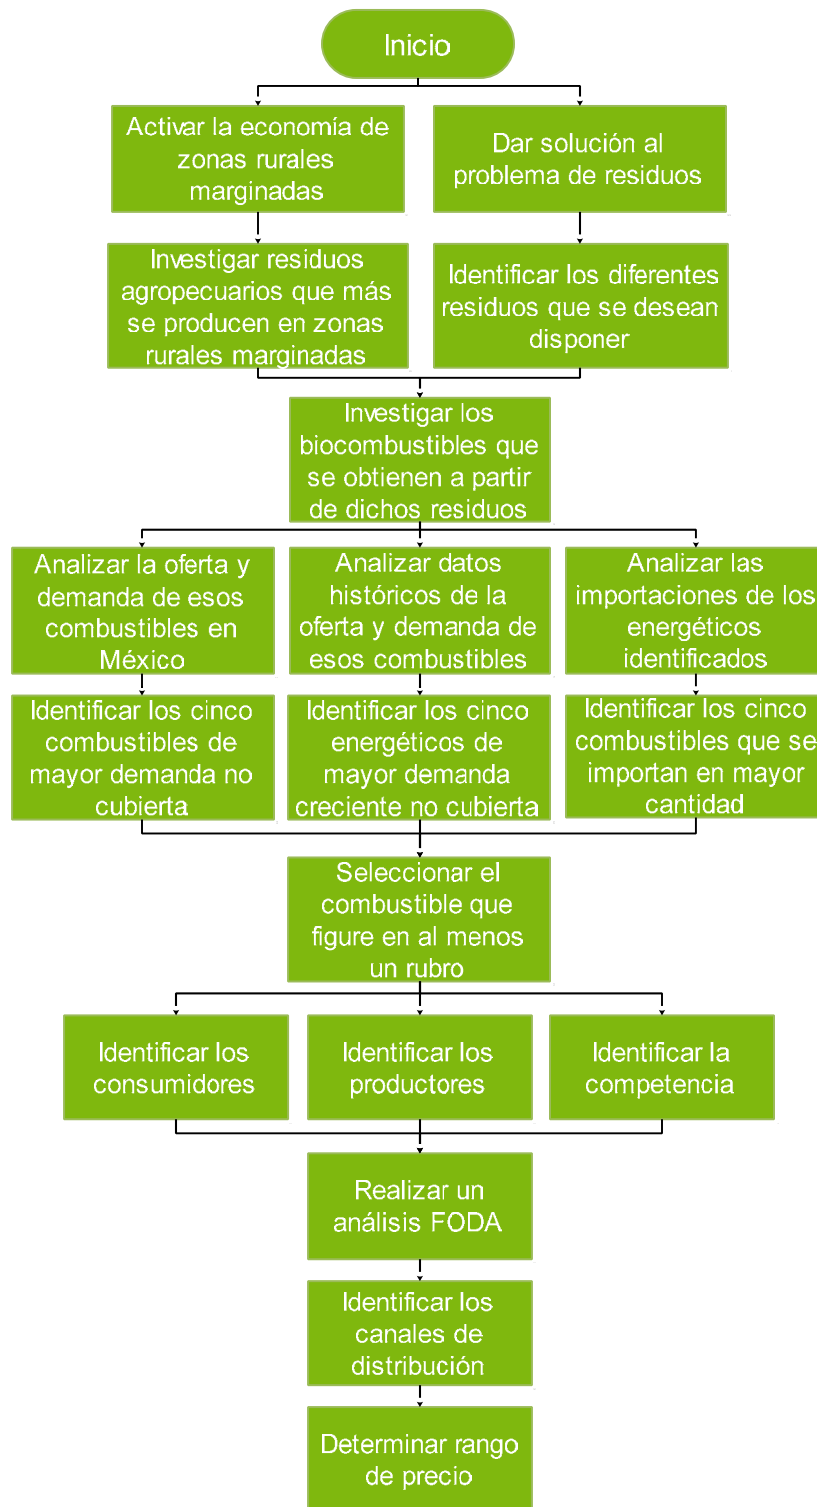 Inicio
Activar la economía de
zonas rurales
marginadas
Dar solución al
problema de residuos
Investigar residuos
agropecuarios que más
se producen en zonas
rurales marginadas
Identificar los diferentes
residuos que se desean
disponer
Investigar los
biocombustibles que
se obtienen a partir
de dichos residuos
Analizar la oferta y
demanda de esos
combustibles en
México
Analizar datos
históricos de la
oferta y demanda de
esos combustibles
Analizar las
importaciones de los
energéticos
identificados
Identificar los cinco
combustibles de
mayor demanda no
cubierta
Identificar los cinco
energéticos de
mayor demanda
creciente no cubierta
Identificar los cinco
combustibles que se
importan en mayor
cantidad
Seleccionar el
combustible que
figure en al menos
un rubro
Identificar los
consumidores
Identificar los
productores
Identificar la
competencia
Realizar un
análisis FODA
Identificar los
canales de
distribución
Determinar rango
de precio